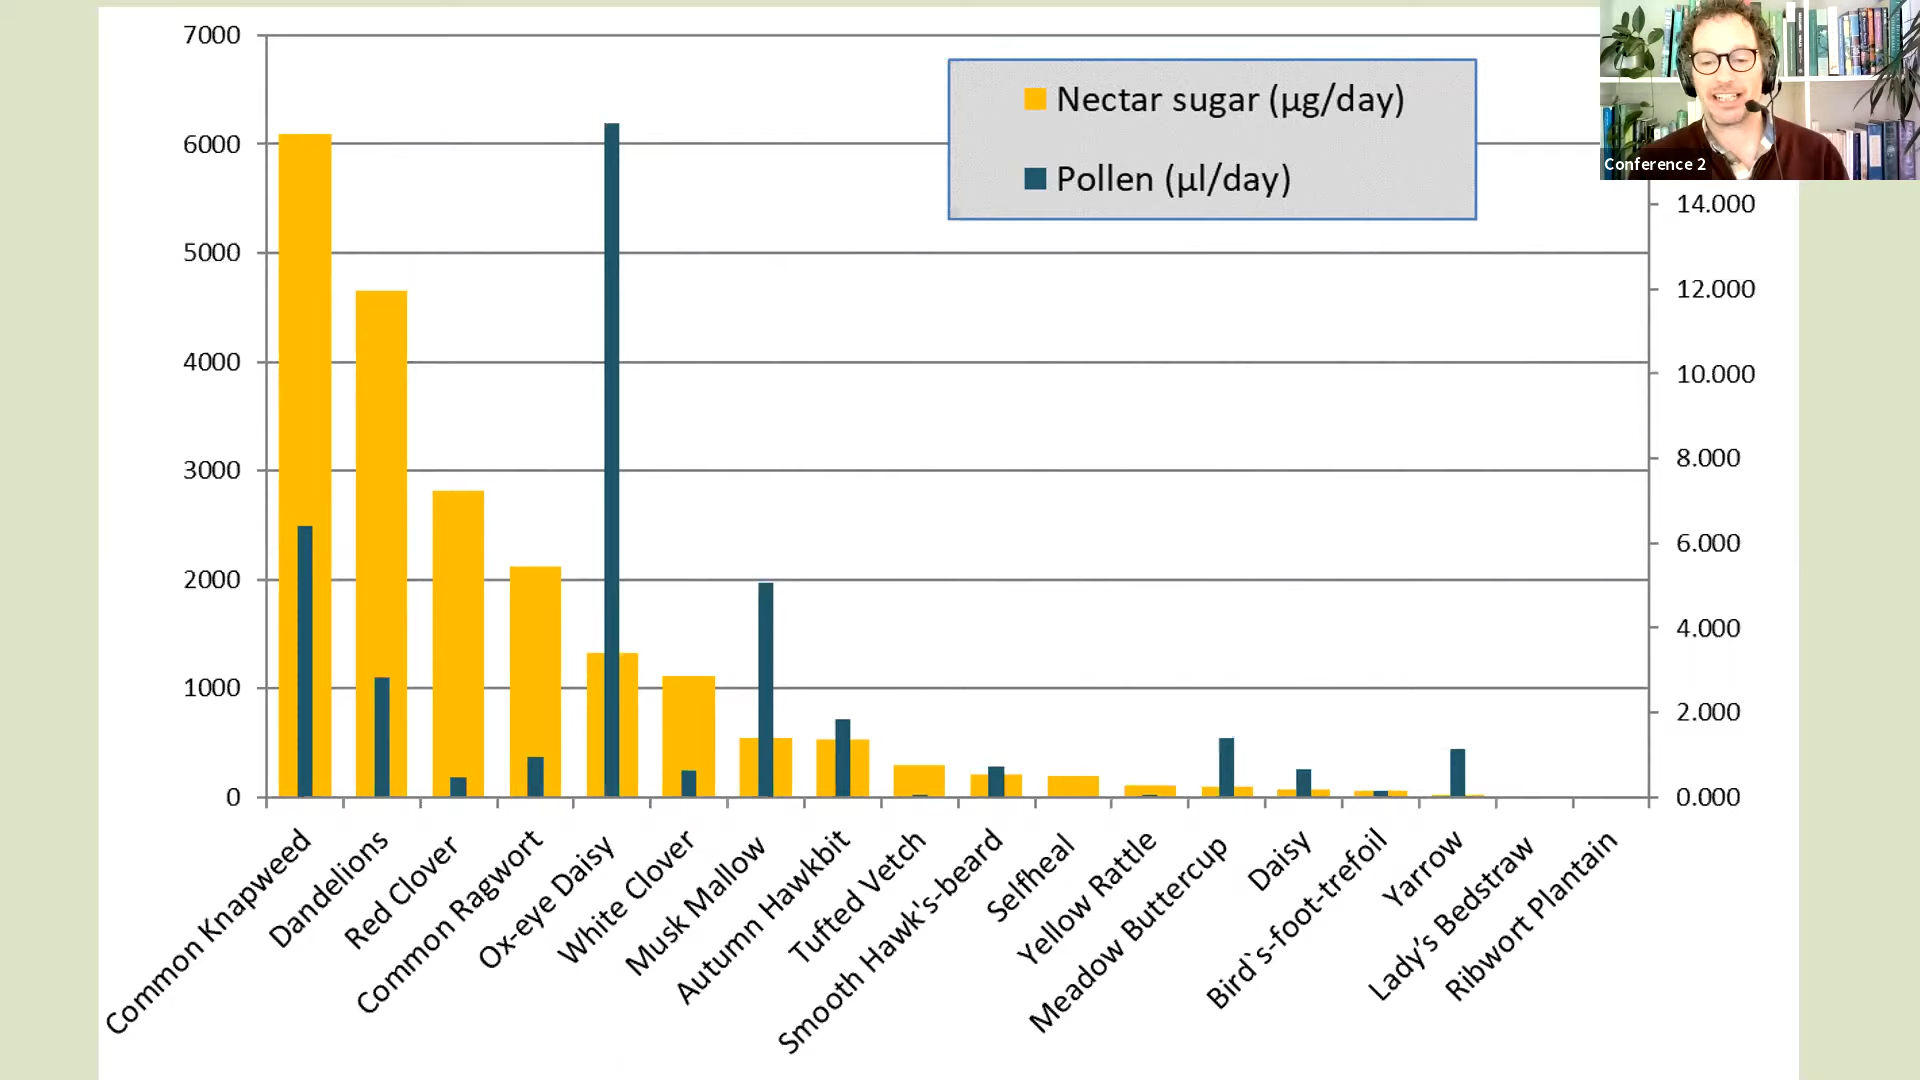 7000
6000
5000
4000
3000
2000
1000
0
Nectar sugar (µg/day)
Pollen (µl/day)
Conference 2
14.000
12.000
10.000
8.000
6.000
4.000
2.000
0.000
Common Knapweed
Dandelions
Red Clover
Common Ragwort
Ox-eye Daisy
White Clover
Musk Mallow
Autumn Hawkbit
Tufted Vetch
Smooth Hawk's-beard
Selfheal
Yellow Rattle
Meadow Buttercup
Daisy
Bird`s-foot-trefoil
Yarrow
Lady’s Bedstraw
Ribwort Plantain